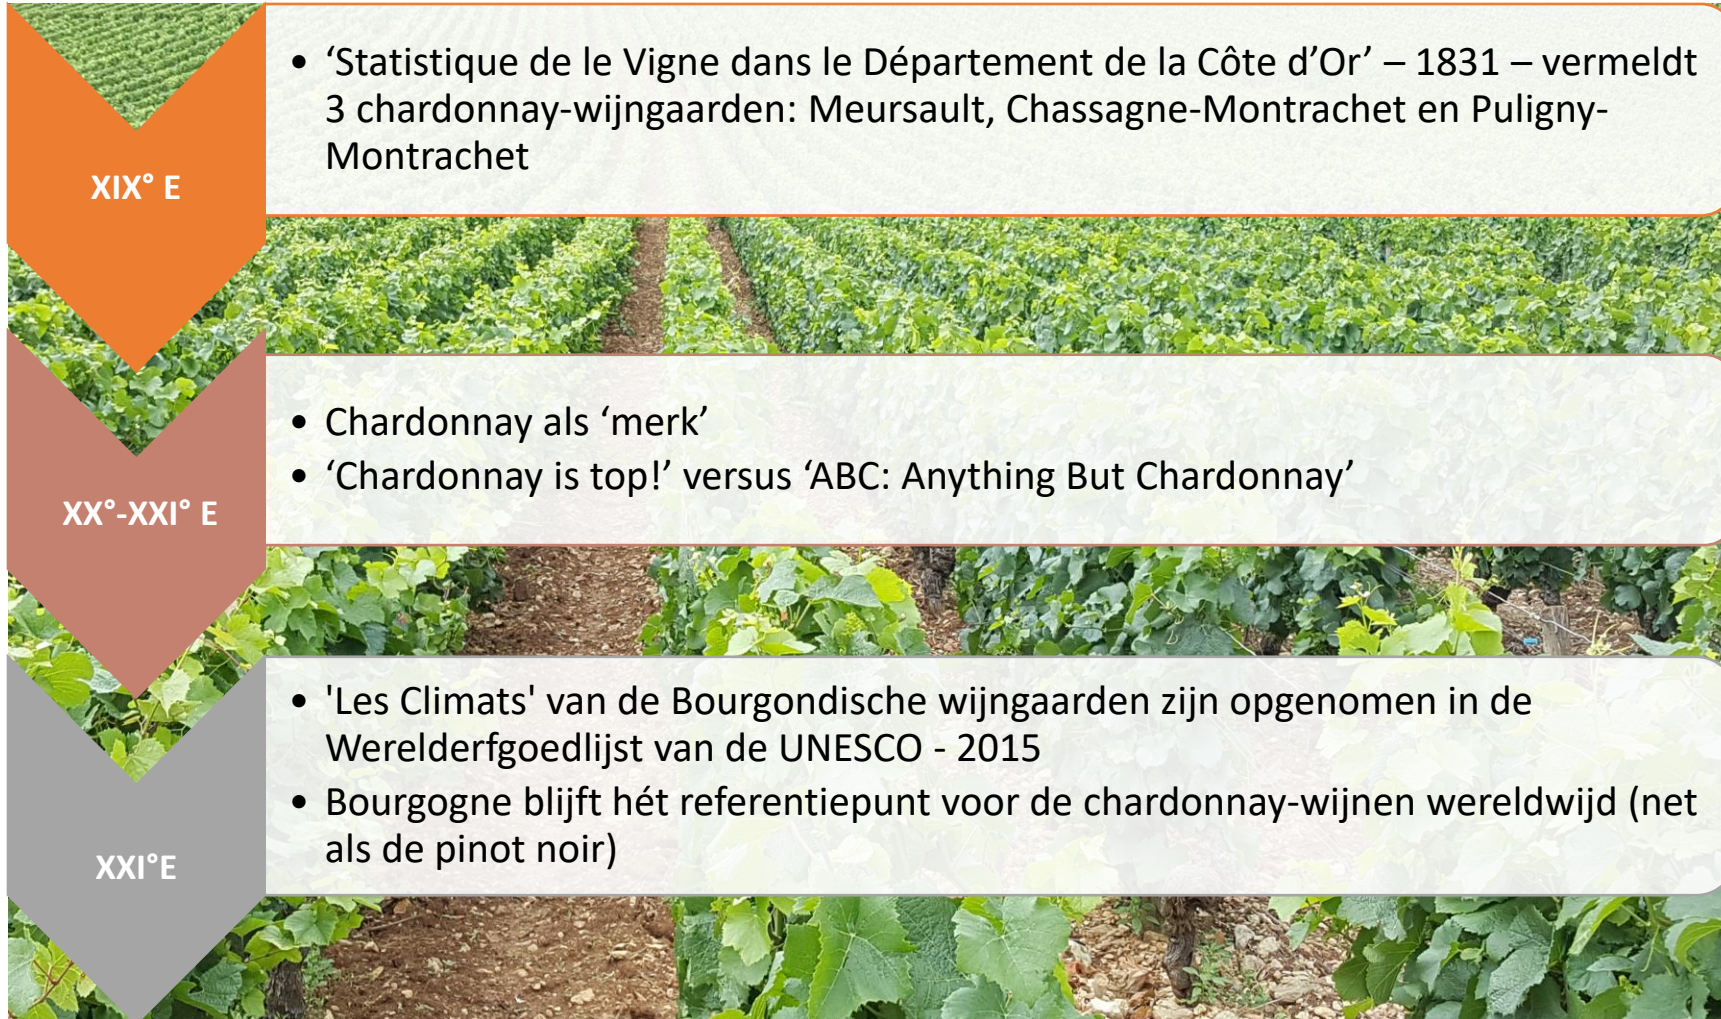 XIX° E
• ‘Statistique de le Vigne dans le Département de la Côte d’Or’ – 1831 – vermeldt
3 chardonnay-wijngaarden: Meursault, Chassagne-Montrachet en Puligny-
Montrachet
XX°-XXI° E
• Chardonnay als ‘merk’
• ‘Chardonnay is top!’ versus ‘ABC: Anything But Chardonnay’
XXI°E
• 'Les Climats' van de Bourgondische wijngaarden zijn opgenomen in de
Werelderfgoedlijst van de UNESCO - 2015
• Bourgogne blijft hét referentiepunt voor de chardonnay-wijnen wereldwijd (net
als de pinot noir)